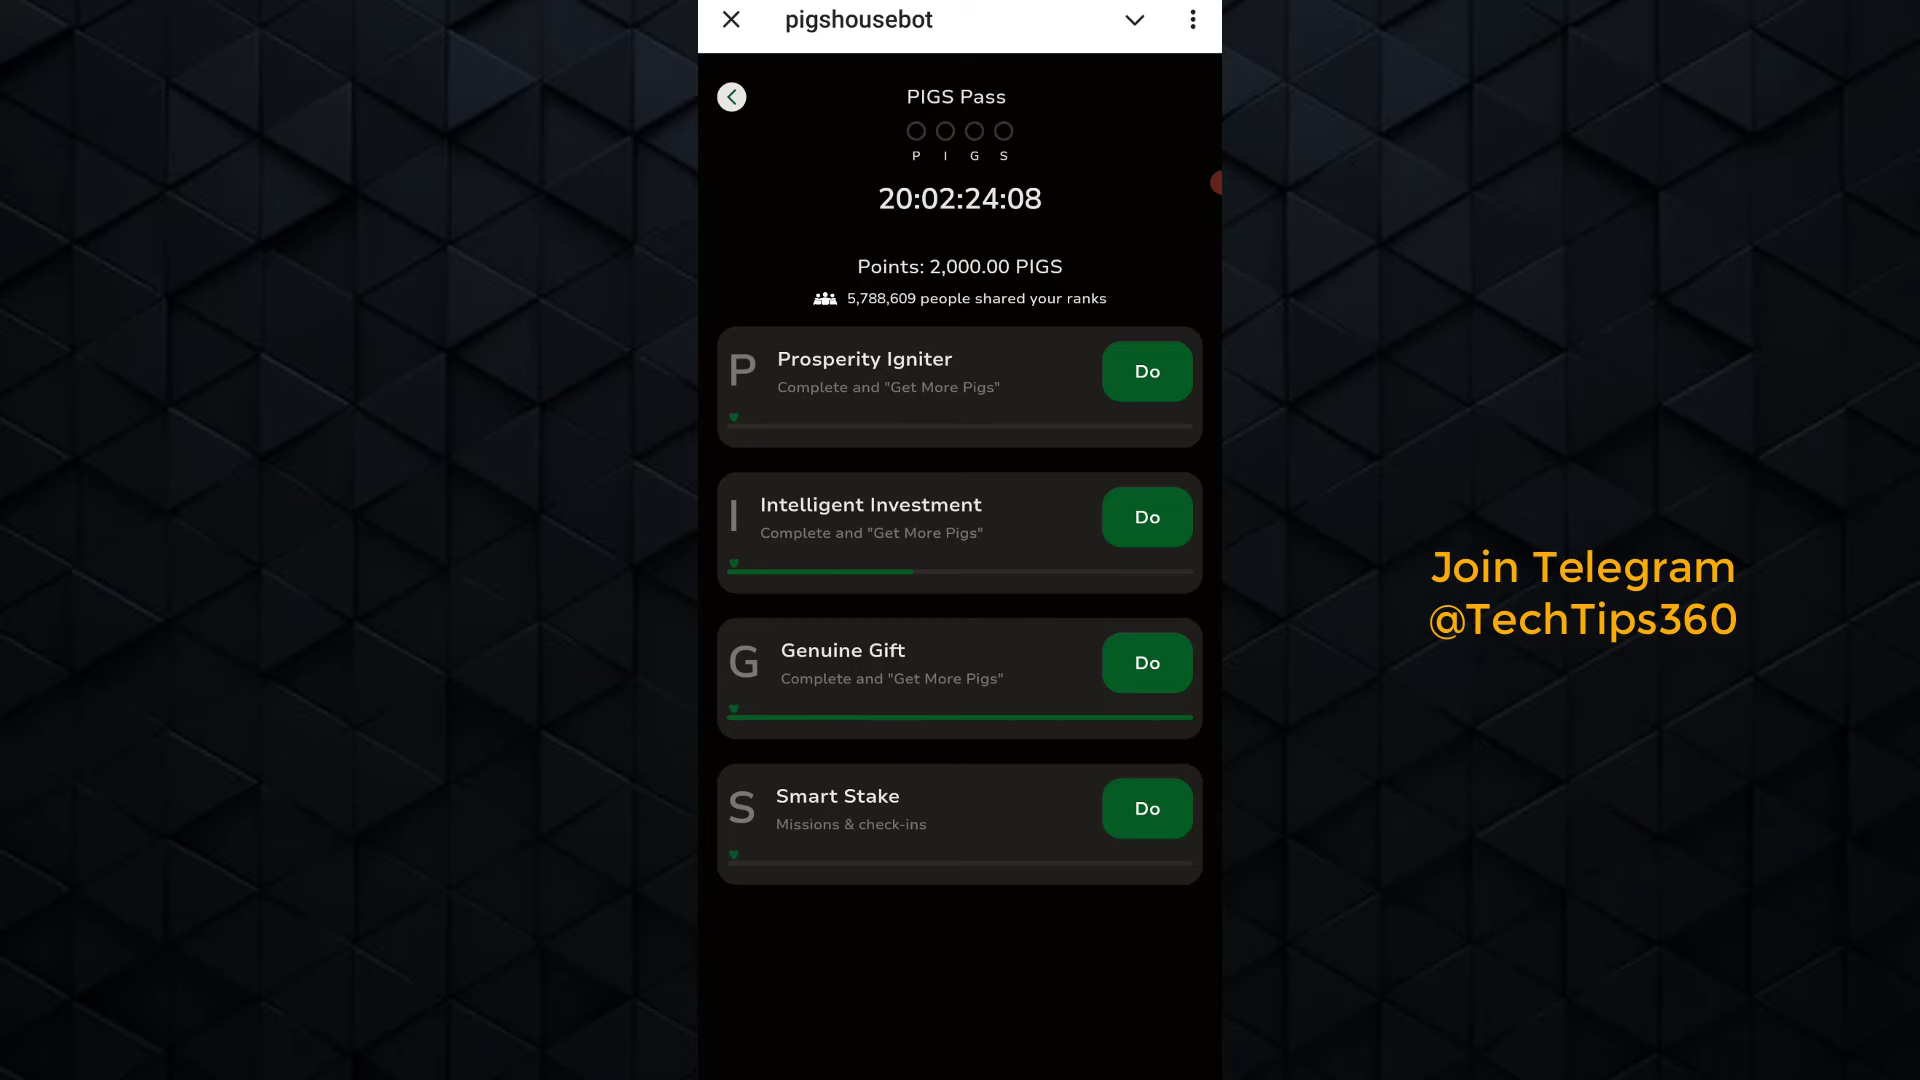 pigshousebot
PIGS Pass
P I G S
20:02:24:08
Points: 2,000.00 PIGS
5,788,609 people shared your ranks
P Prosperity Igniter
Complete and "Get More Pigs"
Do
I Intelligent Investment
Complete and "Get More Pigs"
Do
G Genuine Gift
Complete and "Get More Pigs"
Do
S Smart Stake
Missions & check-ins
Do
Join Telegram
@TechTips360